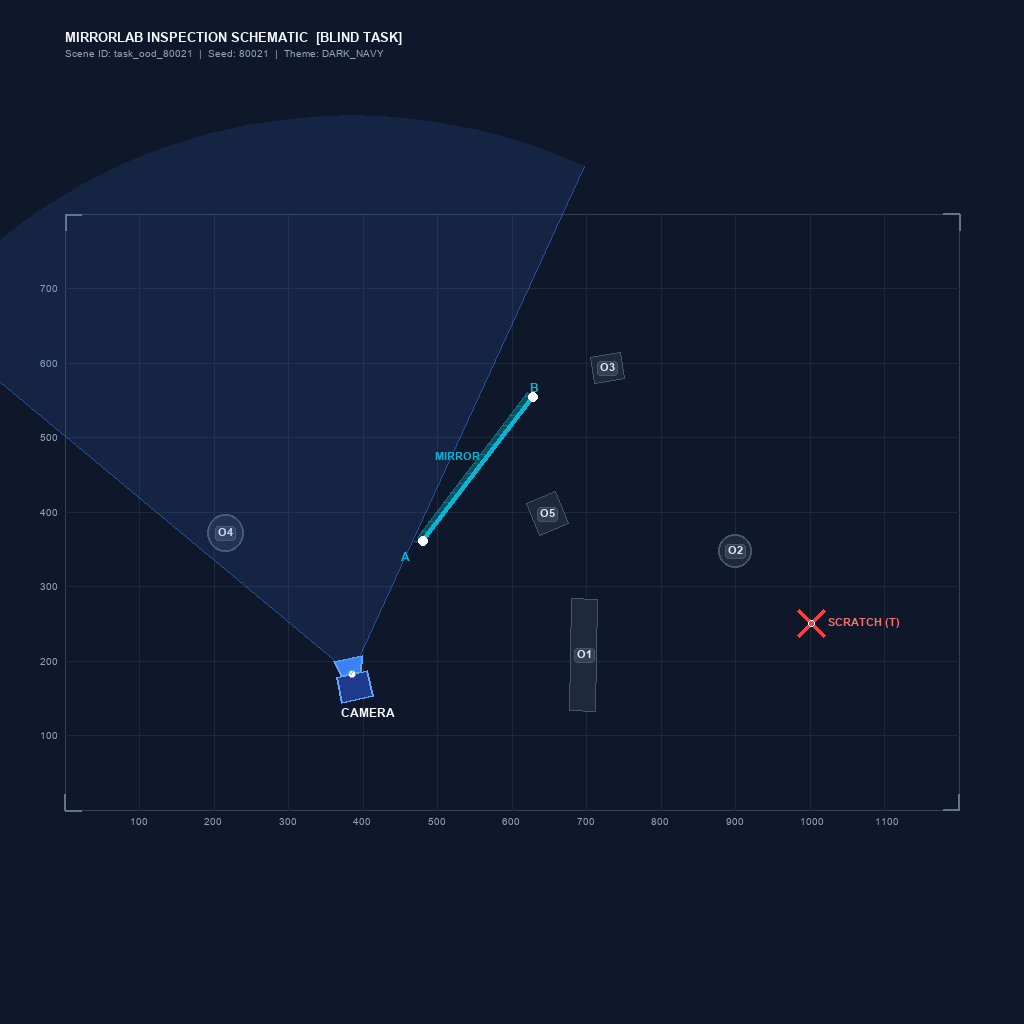 MIRRORLAB INSPECTION SCHEMATIC [BLIND TASK]
Scene ID: task_ood_80021 | Seed: 80021 | Theme: DARK_NAVY
700
600
O3
B
MIRROR
500
400
O5
O4
O2
A
300
SCRATCH (T)
O1
200
CAMERA
100
100 200 300 400 500 600 700 800 900 1000 1100